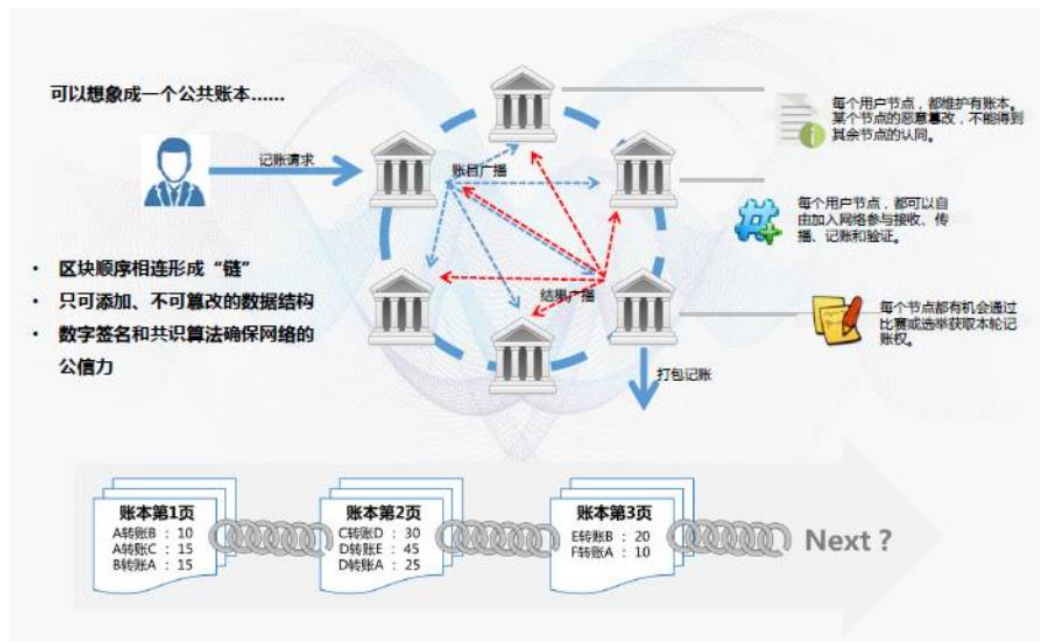 可以想象成一个公共账本……
记账请求
账目广播
结果广播
打包记账
每个用户节点，都维护有账本。
某个节点的恶意篡改，不能得到
其余节点的认同。
每个用户节点，都可以自
由加入网络参与接收、传
播、记账和验证。
每个节点都有机会通过
比赛或选举获取本轮记
账权。
• 区块顺序相连形成“链”
• 只可添加、不可篡改的数据结构
• 数字签名和共识算法确保网络的
公信力
账本第1页
A转账B ： 10
A转账C ： 15
B转账A ： 15
账本第2页
C转账D ： 30
D转账E ： 45
D转账A ： 25
账本第3页
E转账B ： 20
F转账A ： 10
Next ?